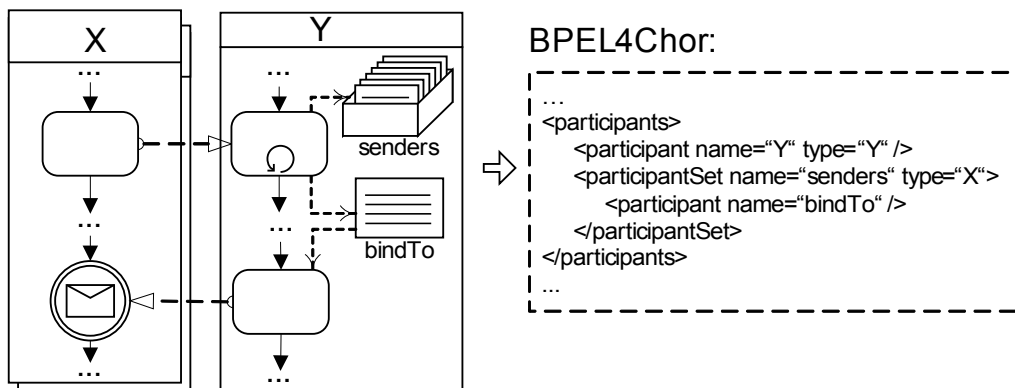 X
Y
...
...
senders
...
...
bindTo
...
...
BPEL4Chor:
...
<participants>
<participant name=“Y“ type=“Y“ />
<participantSet name=“senders“ type=“X“>
<participant name=“bindTo“ />
</participantSet>
</participants>
...